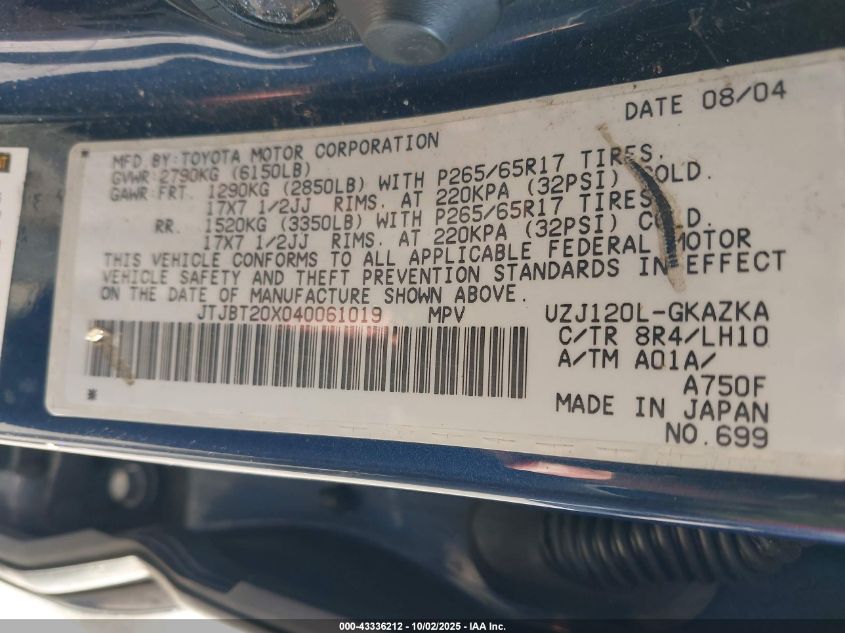 DATE 08/04
MFD BY:TOYOTA MOTOR CORPORATION
GVWR 2790KG (6150LB)
GAWR FRT. 1290KG (2850LB) WITH P265/65R17 TIRES.
17X7 1/2JJ RIMS. AT 220KPA (32PSI) COLD.
RR. 1520KG (3350LB) WITH P265/65R17 TIRES
17X7 1/2JJ RIMS. AT 220KPA (32PSI) COLD.
THIS VEHICLE CONFORMS TO ALL APPLICABLE FEDERAL MOTOR
VEHICLE SAFETY AND THEFT PREVENTION STANDARDS IN EFFECT
ON THE DATE OF MANUFACTURE SHOWN ABOVE.
JTJBT20X040061019 MPV
UZJ120L-GKAZKA
C/TR 8R4/LH10
A/TM A01A/
A750F
MADE IN JAPAN
NO.699
000-43336212 - 10/02/2025 - IAA Inc.